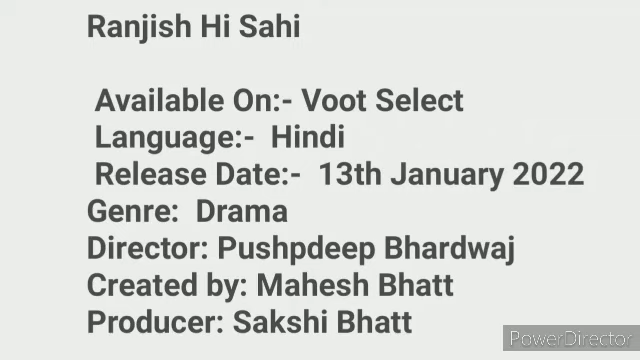 Ranjish Hi Sahi
Available On:- Voot Select
Language:- Hindi
Release Date:- 13th January 2022
Genre: Drama
Director: Pushpdeep Bhardwaj
Created by: Mahesh Bhatt
Producer: Sakshi Bhatt
PowerDirector